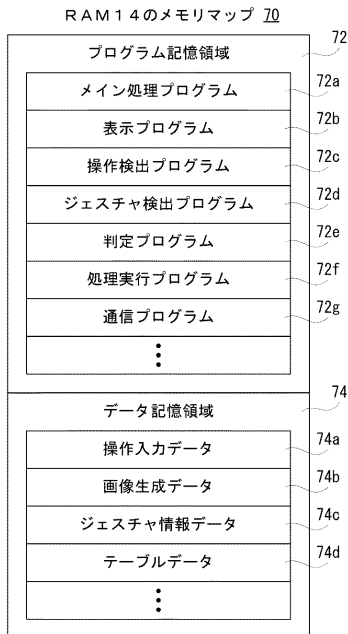 RAM14のメモリマップ 70
プログラム記憶領域 72
メイン処理プログラム 72a
表示プログラム 72b
操作検出プログラム 72c
ジェスチャ検出プログラム 72d
判定プログラム 72e
処理実行プログラム 72f
通信プログラム 72g
データ記憶領域 74
操作入力データ 74a
画像生成データ 74b
ジェスチャ情報データ 74c
テーブルデータ 74d